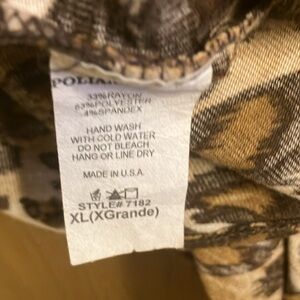 33%RAYON
63%POLYESTER
4%SPANDEX
HAND WASH
WITH COLD WATER
DO NOT BLEACH
HANG OR LINE DRY
MADE IN U.S.A.
STYLE# 7182
XL(XGrande)